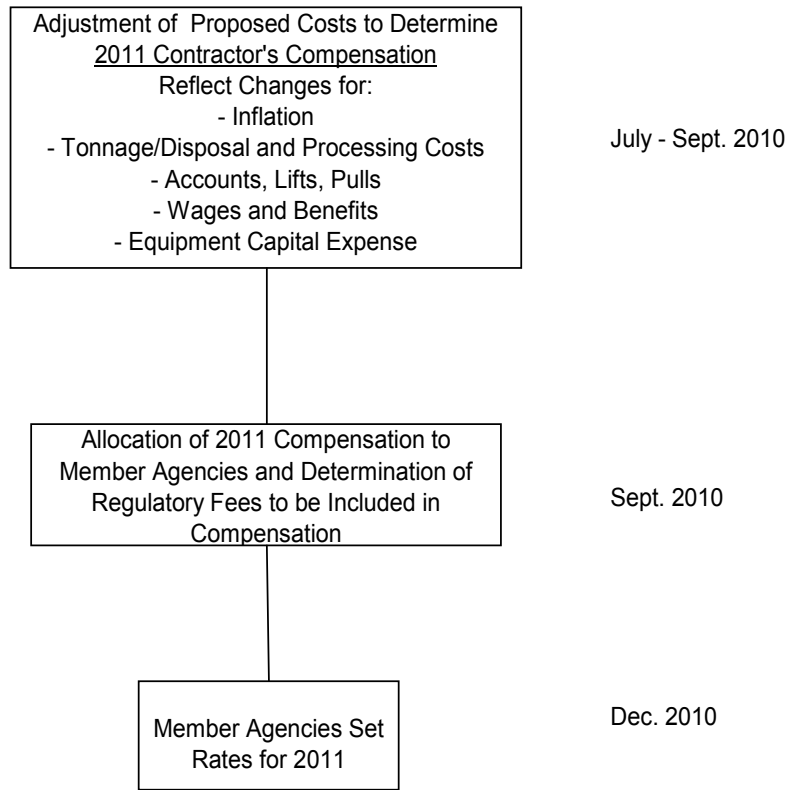 Adjustment of Proposed Costs to Determine
2011 Contractor's Compensation
Reflect Changes for:
- Inflation
- Tonnage/Disposal and Processing Costs
- Accounts, Lifts, Pulls
- Wages and Benefits
- Equipment Capital Expense
July - Sept. 2010
Allocation of 2011 Compensation to
Member Agencies and Determination of
Regulatory Fees to be Included in
Compensation
Sept. 2010
Member Agencies Set
Rates for 2011
Dec. 2010